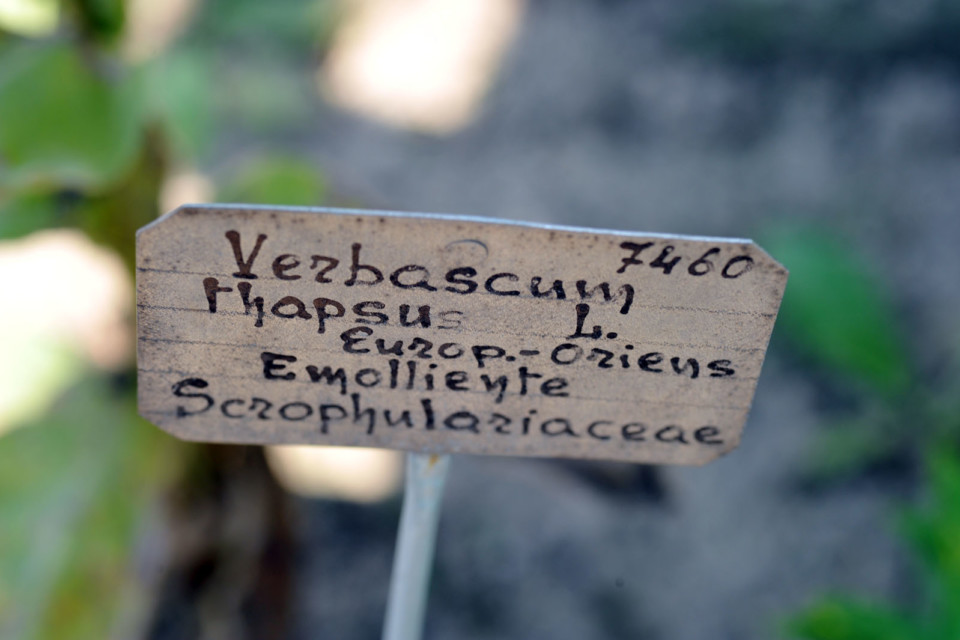 Verbascum 7460
thapsus L.
Europ.-Oriens
Emolliente
Scrophulariaceae